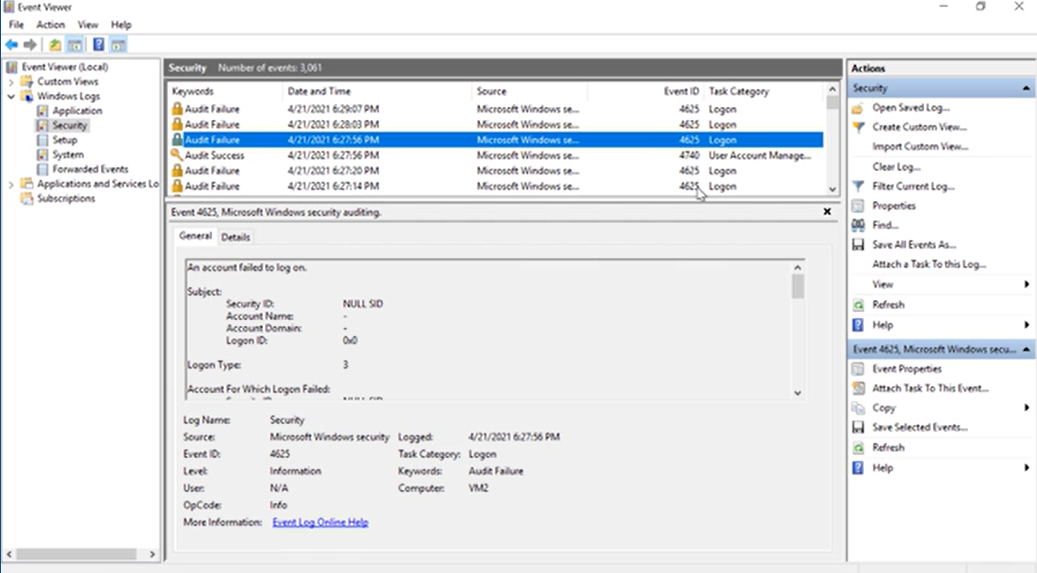 Event Viewer
File Action View Help
Event Viewer (Local)
Custom Views
Windows Logs
Application
Security
Setup
System
Forwarded Events
Applications and Services Lo
Subscriptions
Security Number of events: 3,061
Keywords Date and Time Source Event ID Task Category
Audit Failure 4/21/2021 6:29:07 PM Microsoft Windows se... 4625 Logon
Audit Failure 4/21/2021 6:28:03 PM Microsoft Windows se... 4625 Logon
Audit Failure 4/21/2021 6:27:56 PM Microsoft Windows se... 4625 Logon
Audit Success 4/21/2021 6:27:56 PM Microsoft Windows se... 4740 User Account Manage...
Audit Failure 4/21/2021 6:27:20 PM Microsoft Windows se... 4625 Logon
Audit Failure 4/21/2021 6:27:14 PM Microsoft Windows se... 4625 Logon
Event 4625, Microsoft Windows security auditing.
General Details
An account failed to log on.
Subject:
Security ID: NULL SID
Account Name: -
Account Domain: -
Logon ID: 0x0
Logon Type: 3
Account For Which Logon Failed:
Log Name: Security
Source: Microsoft Windows security Logged: 4/21/2021 6:27:56 PM
Event ID: 4625 Task Category: Logon
Level: Information Keywords: Audit Failure
User: N/A Computer: VM2
OpCode: Info
More Information: Event Log Online Help
Actions
Security
Open Saved Log...
Create Custom View...
Import Custom View...
Clear Log...
Filter Current Log...
Properties
Find...
Save All Events As...
Attach a Task To this Log...
View
Refresh
Help
Event 4625, Microsoft Windows secu...
Event Properties
Attach Task To This Event...
Copy
Save Selected Events...
Refresh
Help